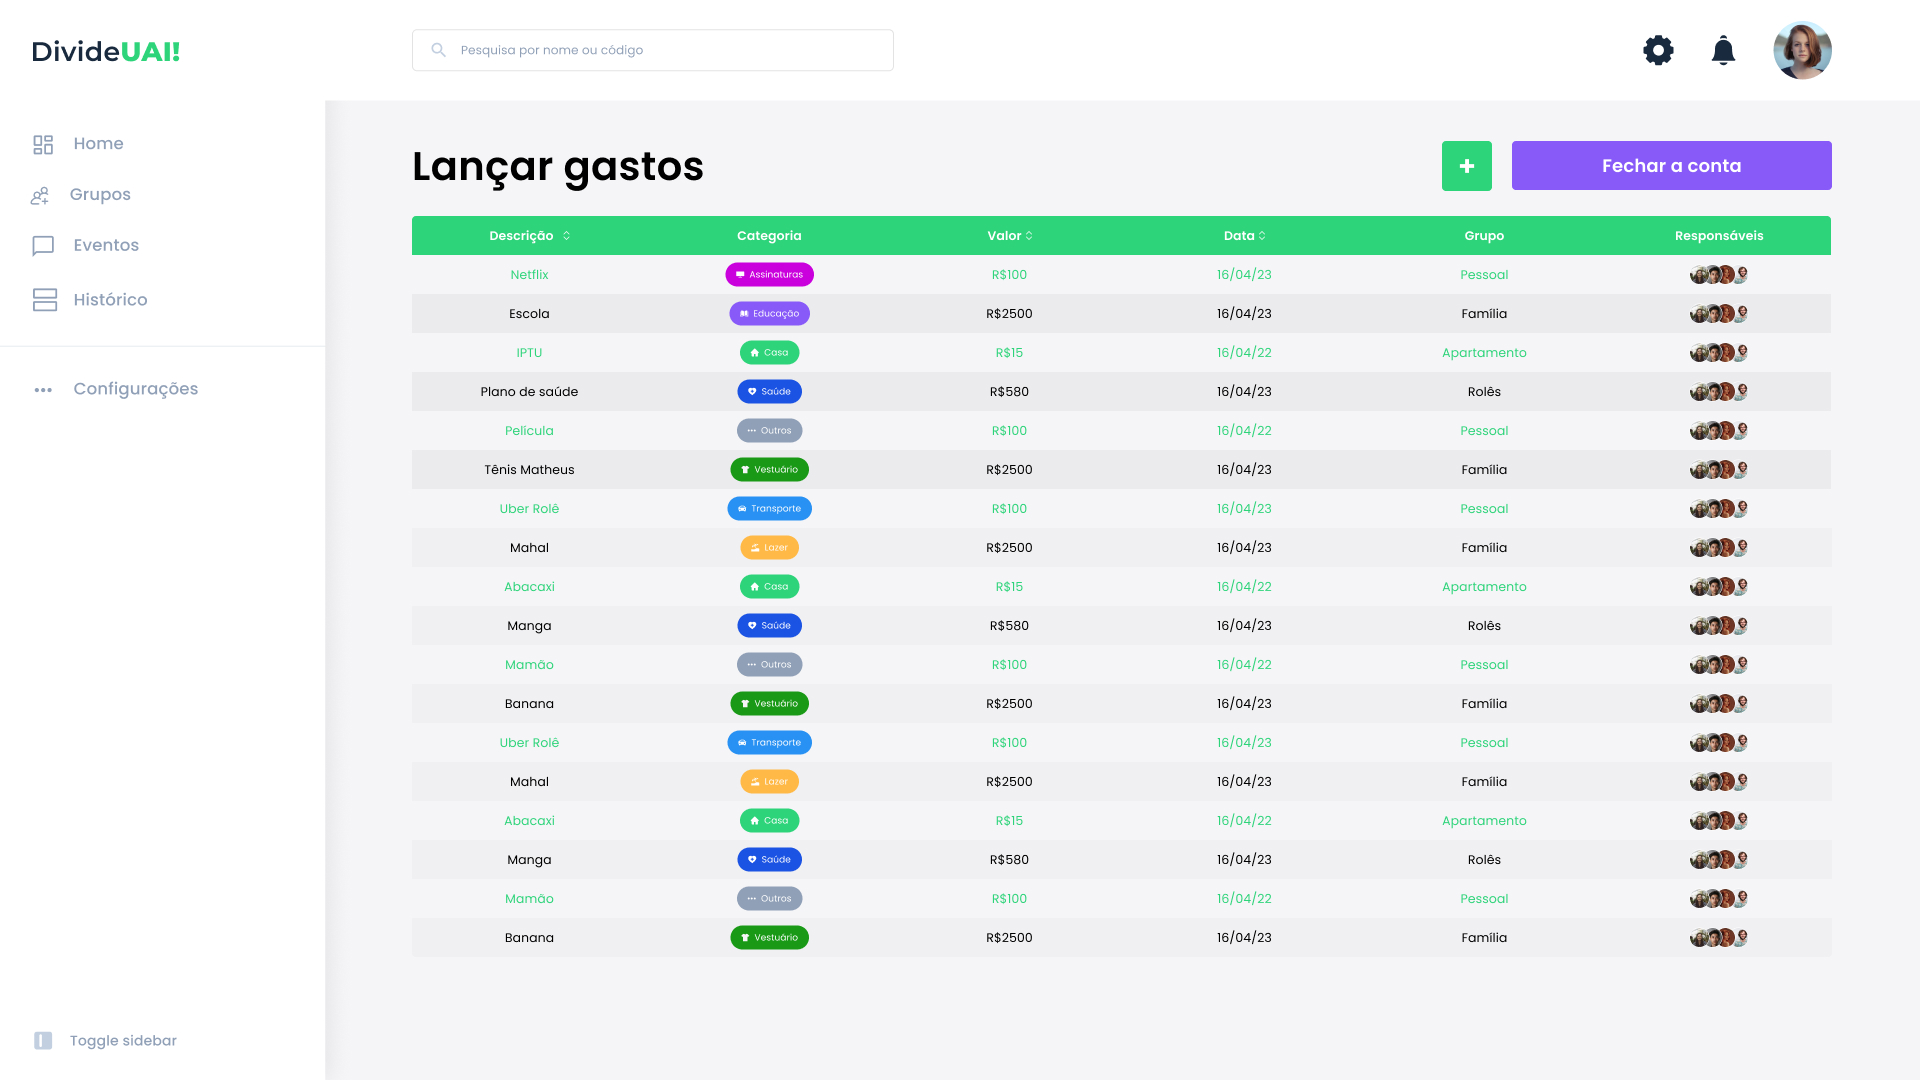 DivideUAI!
Pesquisa por nome ou código
Home
Grupos
Eventos
Histórico
Configurações
Toggle sidebar
Lançar gastos
+ Fechar a conta
Descrição Categoria Valor Data Grupo Responsáveis
Netflix Assinaturas R$100 16/04/23 Pessoal
Escola Educação R$2500 16/04/23 Família
IPTU Casa R$15 16/04/22 Apartamento
Plano de saúde Saúde R$580 16/04/23 Rolês
Película Outros R$100 16/04/22 Pessoal
Tênis Matheus Vestuário R$2500 16/04/23 Família
Uber Rolê Transporte R$100 16/04/23 Pessoal
Mahal Lazer R$2500 16/04/23 Família
Abacaxi Casa R$15 16/04/22 Apartamento
Manga Saúde R$580 16/04/23 Rolês
Mamão Outros R$100 16/04/22 Pessoal
Banana Vestuário R$2500 16/04/23 Família
Uber Rolê Transporte R$100 16/04/23 Pessoal
Mahal Lazer R$2500 16/04/23 Família
Abacaxi Casa R$15 16/04/22 Apartamento
Manga Saúde R$580 16/04/23 Rolês
Mamão Outros R$100 16/04/22 Pessoal
Banana Vestuário R$2500 16/04/23 Família